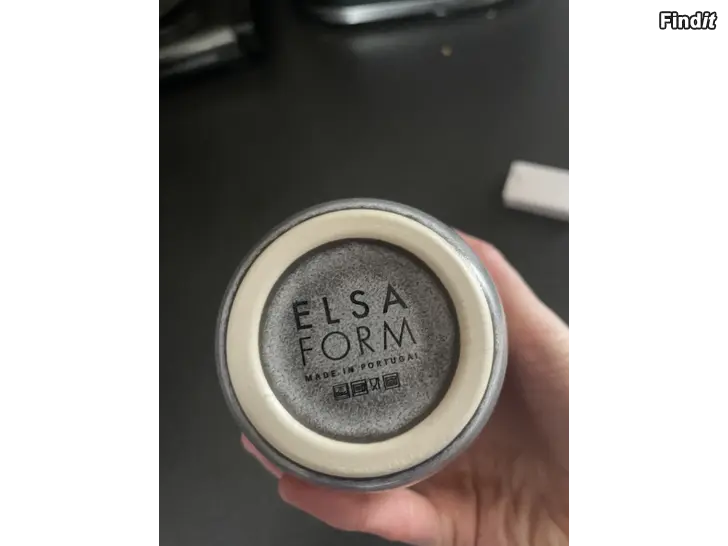 Findit
ELSA
FORM
MADE IN PORTUGAL